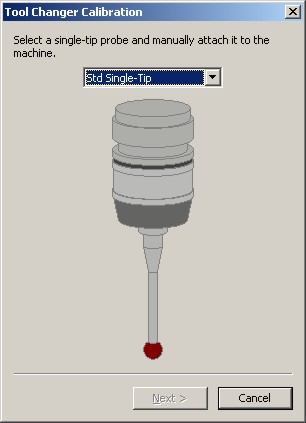 Tool Changer Calibration
Select a single-tip probe and manually attach it to the
machine.
Std Single-Tip
Next >
Cancel